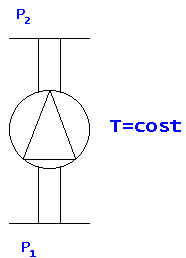 P₂
T=cost
P₁